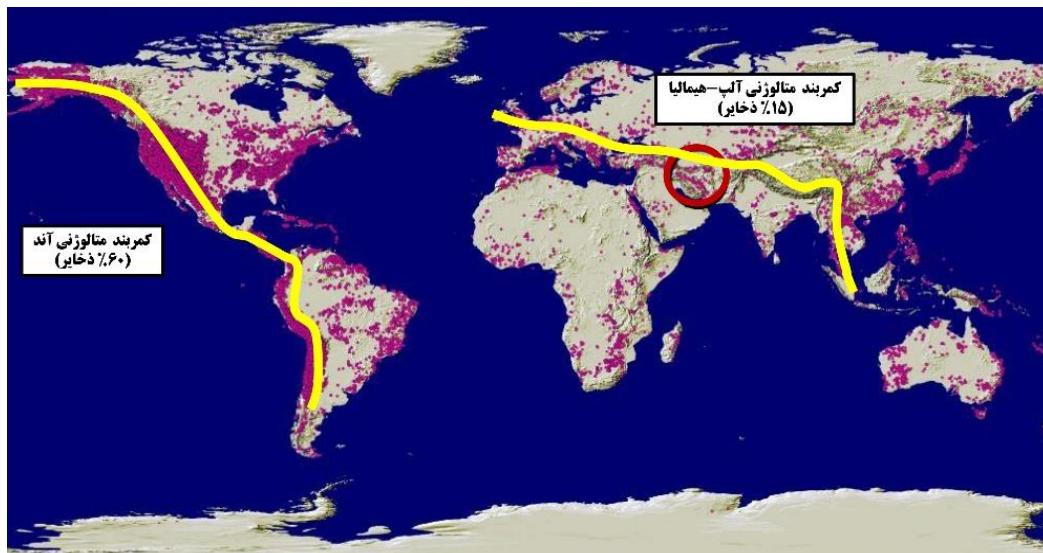 کمربند متالوژنی آلپ-هیمالیا
(۱۵٪ ذخایر)
کمربند متالوژنی آند
(۶۰٪ ذخایر)